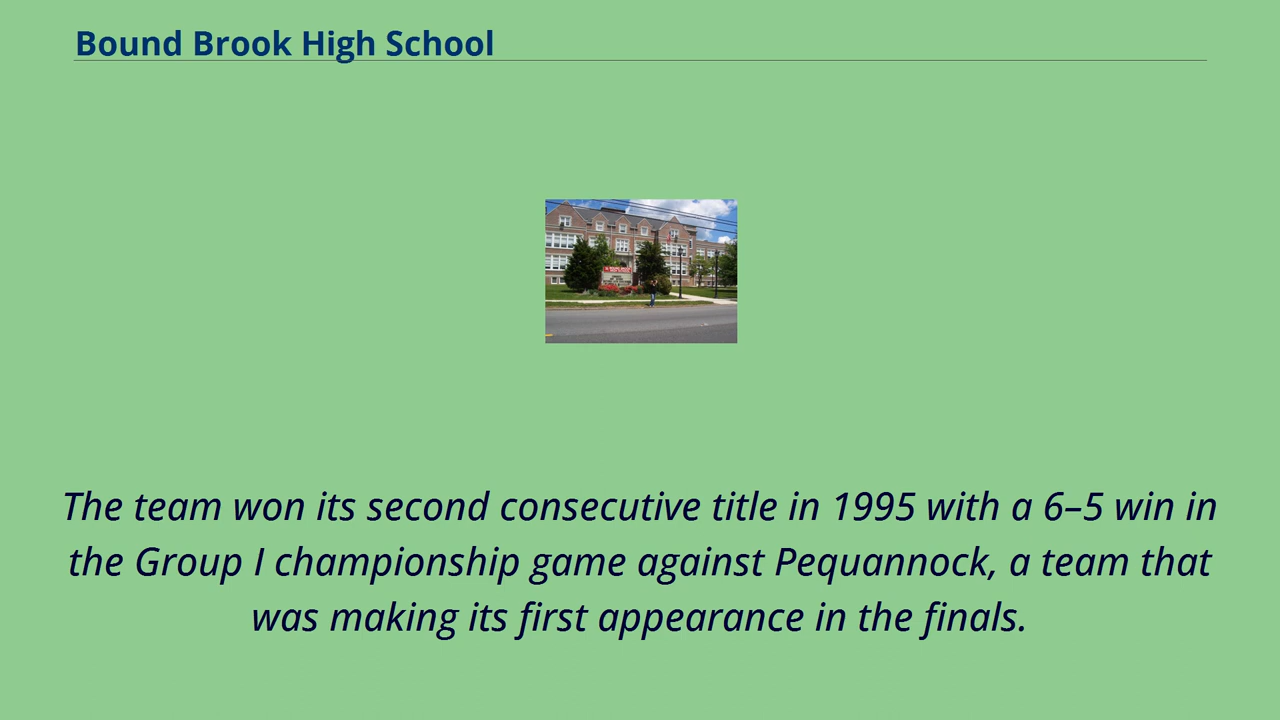 Bound Brook High School
The team won its second consecutive title in 1995 with a 6–5 win in
the Group I championship game against Pequannock, a team that
was making its first appearance in the finals.